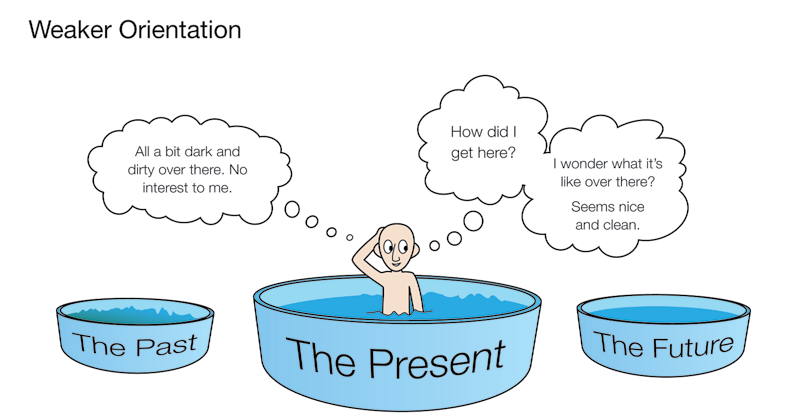 Weaker Orientation
All a bit dark and
dirty over there. No
interest to me.
How did I
get here?
I wonder what it's
like over there?
Seems nice
and clean.
The Past
The Present
The Future